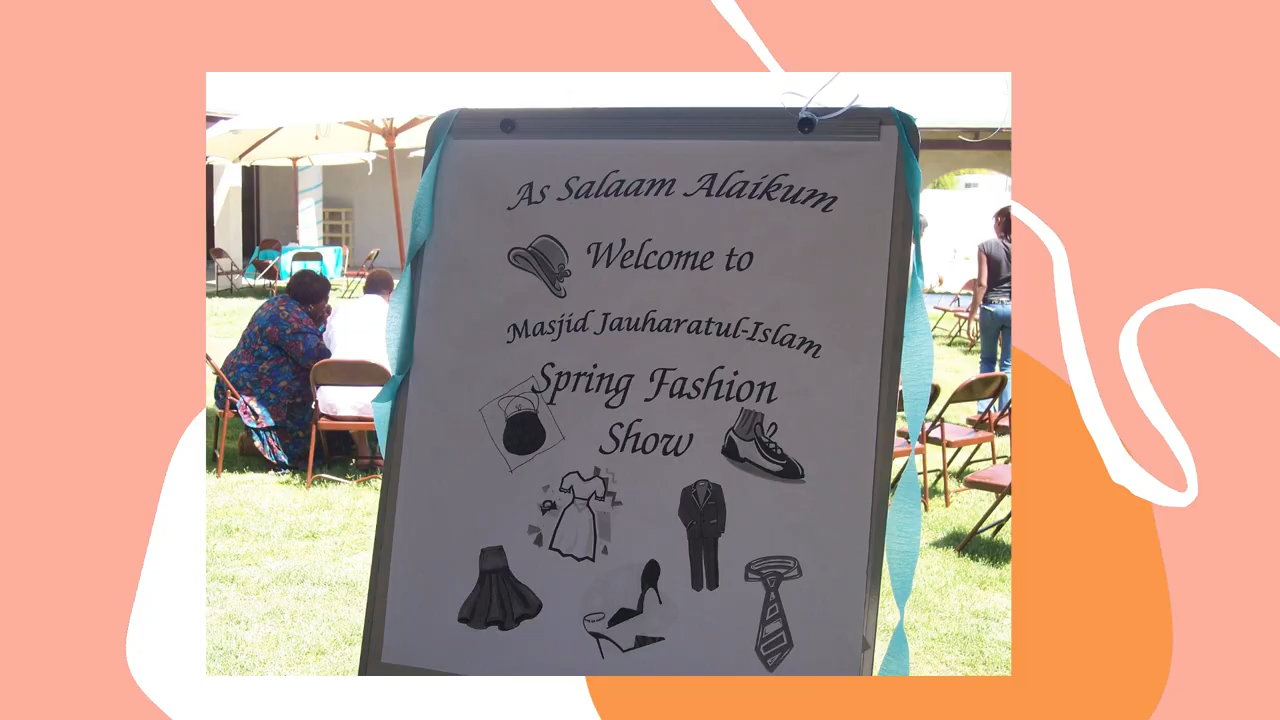 As Salaam Alaikum
Welcome to
Masjid Jauharatul-Islam
Spring Fashion
Show